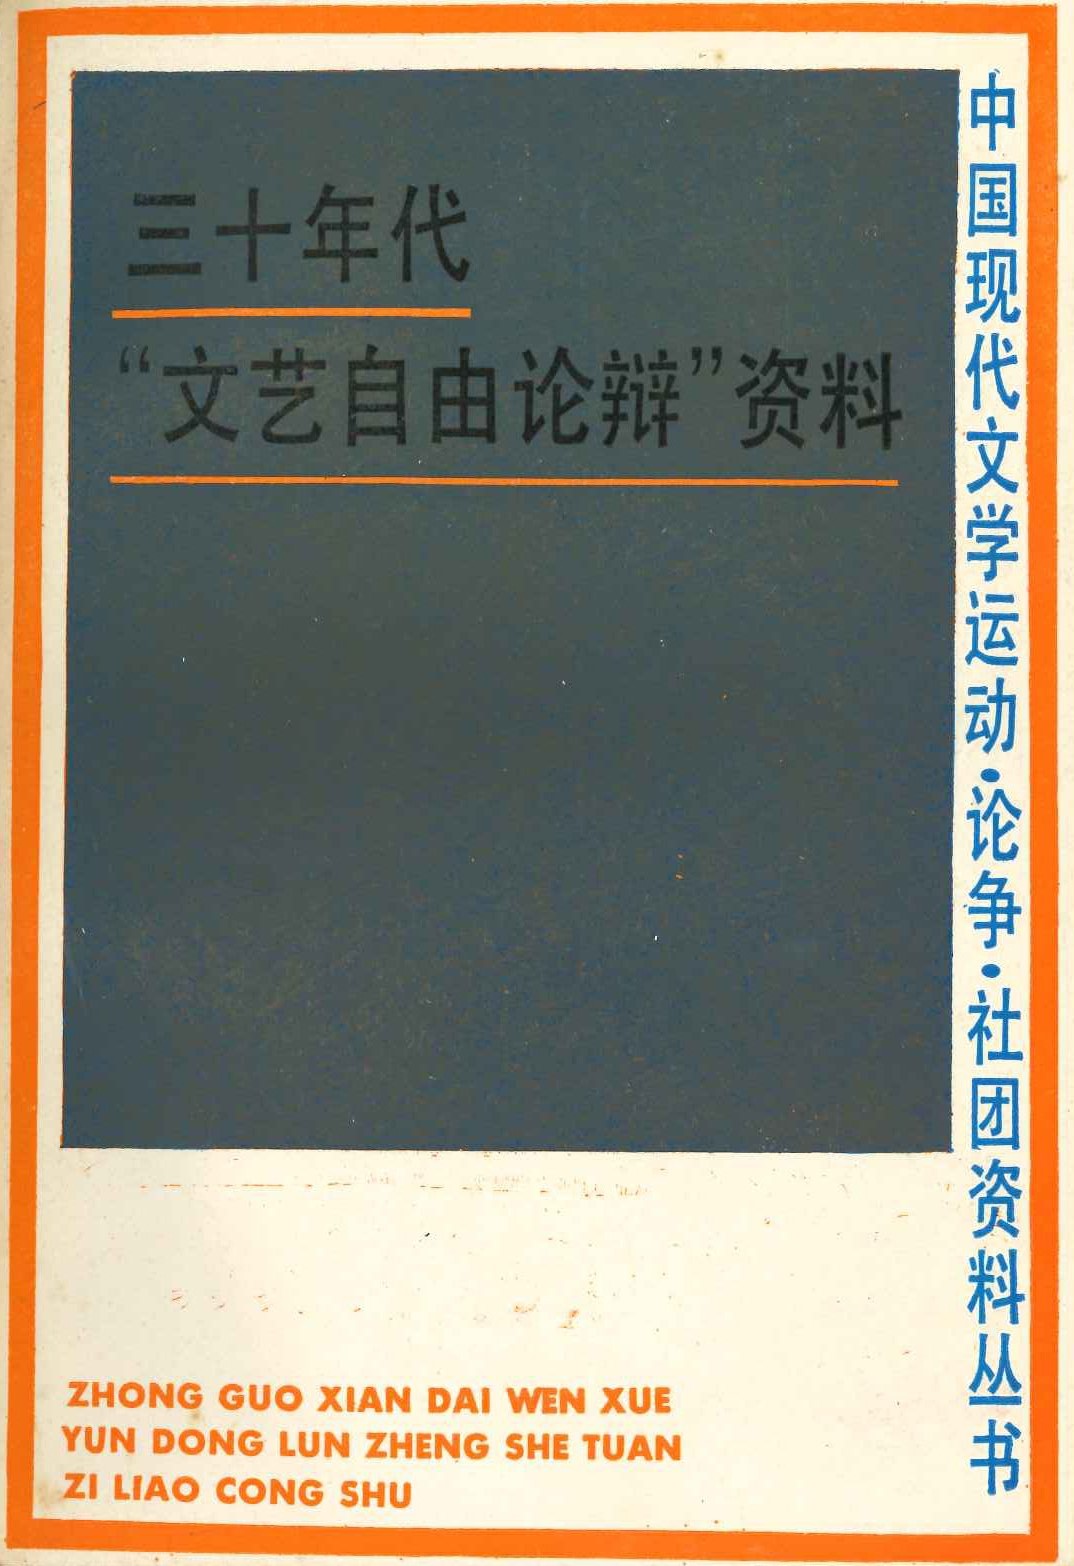 三十年代
“文艺自由论辩”资料
中国现代文学运动·论争·社团资料丛书
ZHONG GUO XIAN DAI WEN XUE
YUN DONG LUN ZHENG SHE TUAN
ZI LIAO CONG SHU